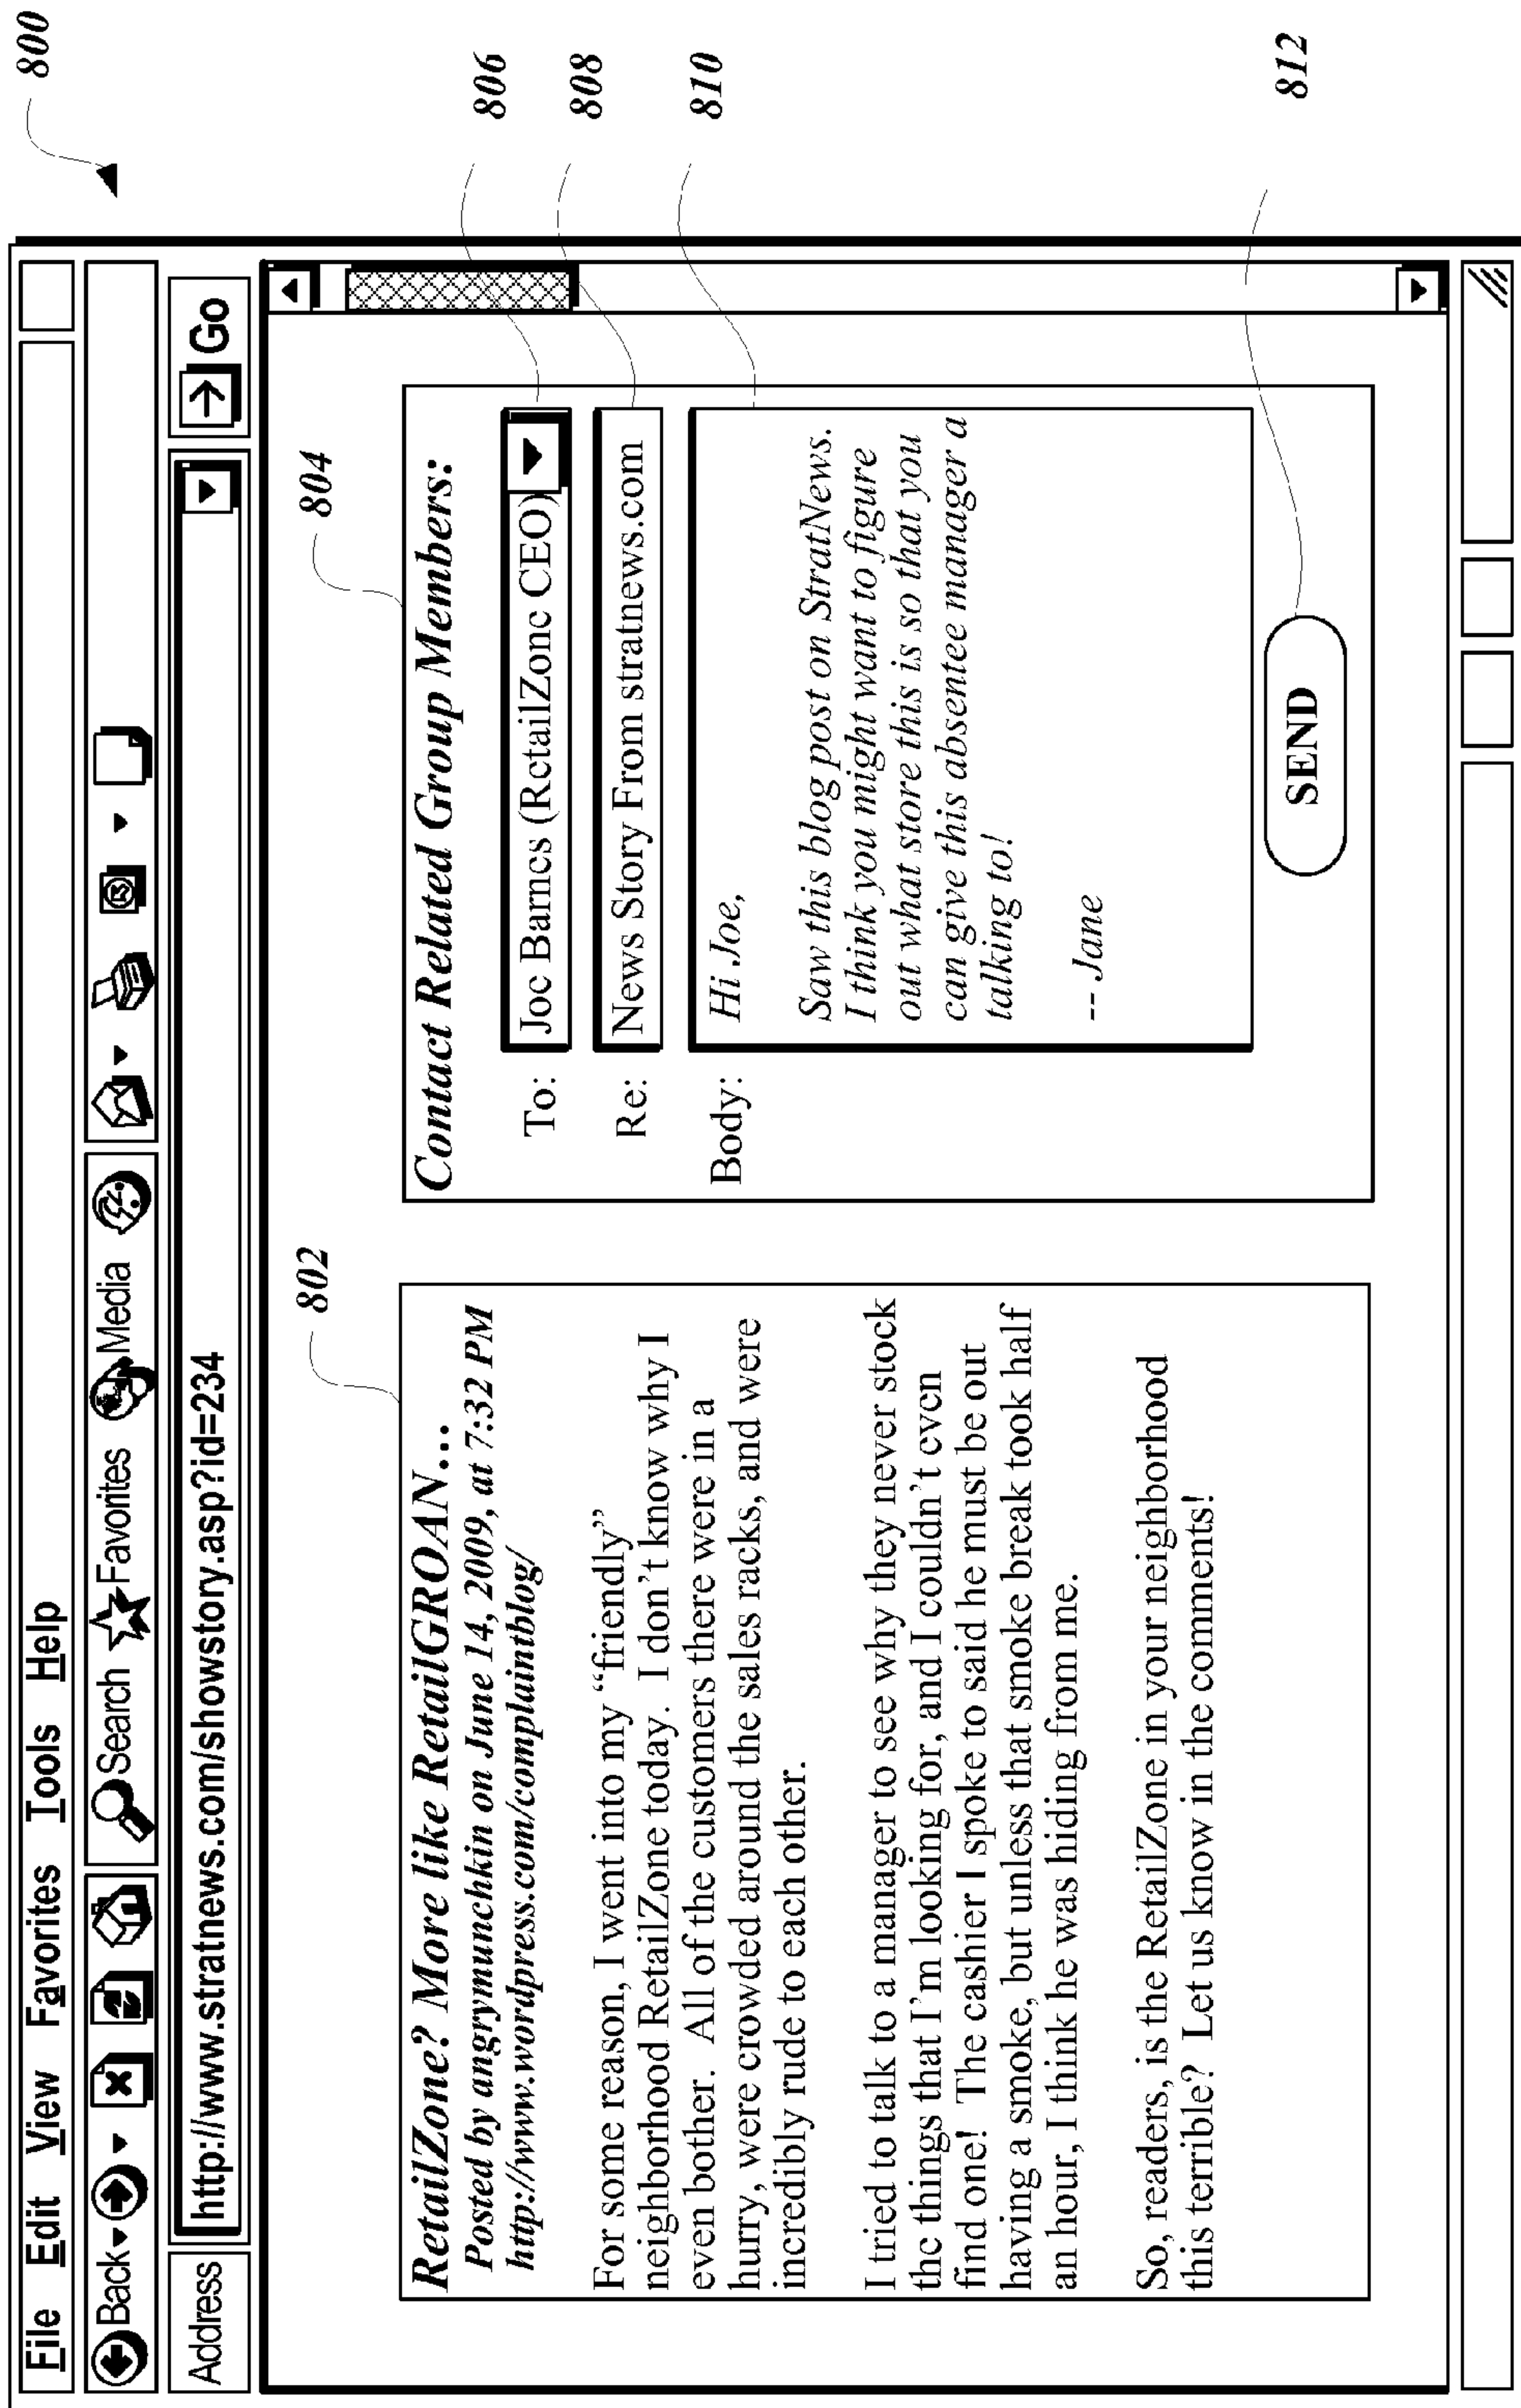 800
File Edit View Favorites Tools Help
Back Search Favorites Media
Address http://www.stratnews.com/showstory.asp?id=234 Go
802
RetailZone? More like RetailGROAN...
Posted by angrymunchkin on June 14, 2009, at 7:32 PM
http://www.wordpress.com/complaintblog/
For some reason, I went into my “friendly”
neighborhood RetailZone today. I don’t know why I
even bother. All of the customers there were in a
hurry, were crowded around the sales racks, and were
incredibly rude to each other.
I tried to talk to a manager to see why they never stock
the things that I’m looking for, and I couldn’t even
find one! The cashier I spoke to said he must be out
having a smoke, but unless that smoke break took half
an hour, I think he was hiding from me.
So, readers, is the RetailZone in your neighborhood
this terrible? Let us know in the comments!
804
Contact Related Group Members:
To: Joe Barnes (RetailZone CEO)
806
Re: News Story From stratnews.com
808
Body: Hi Joe,
810
Saw this blog post on StratNews.
I think you might want to figure
out what store this is so that you
can give this absentee manager a
talking to!
-- Jane
SEND
812